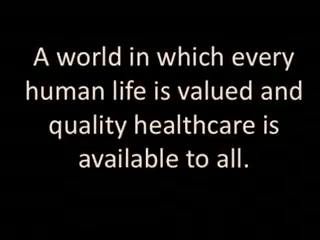 A world in which every
human life is valued and
quality healthcare is
available to all.